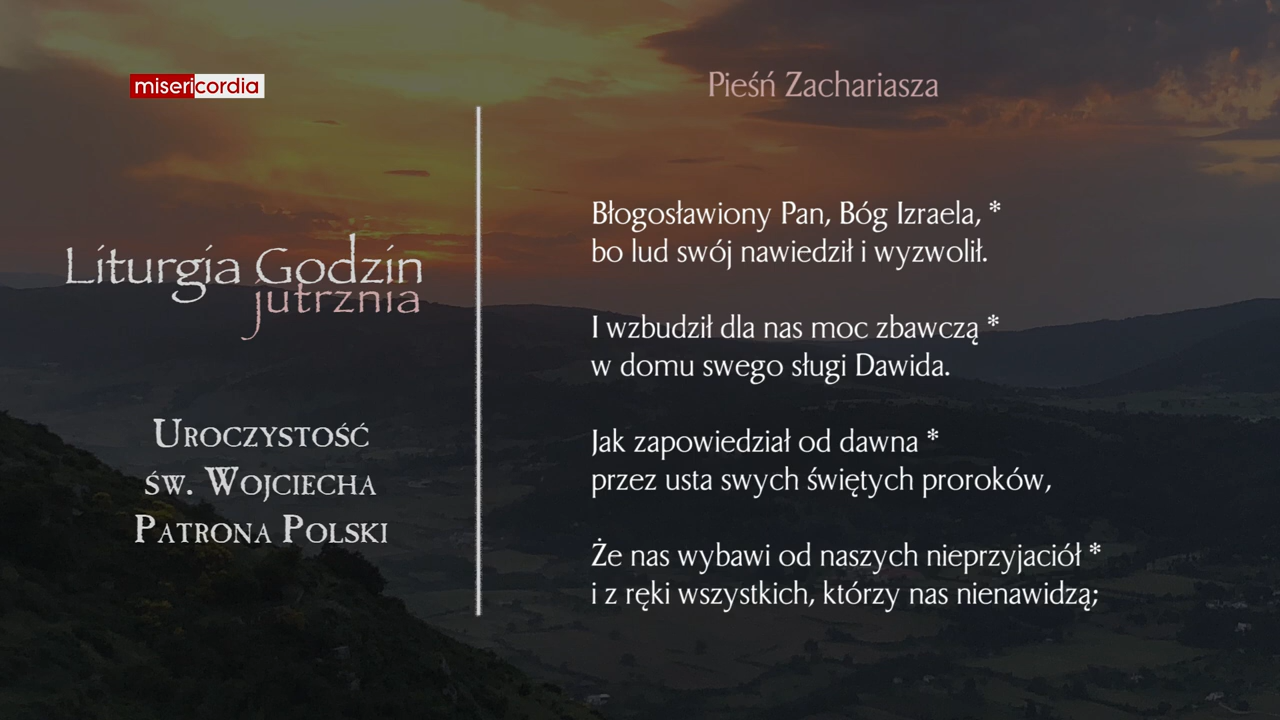 misericordia
Liturgia Godzin
jutrznia
Uroczystość
św. Wojciecha
Patrona Polski
Pieśń Zachariasza
Błogosławiony Pan, Bóg Izraela, *
bo lud swój nawiedził i wyzwolił.
I wzbudził dla nas moc zbawczą *
w domu swego sługi Dawida.
Jak zapowiedział od dawna *
przez usta swych świętych proroków,
Że nas wybawi od naszych nieprzyjaciół *
i z ręki wszystkich, którzy nas nienawidzą;